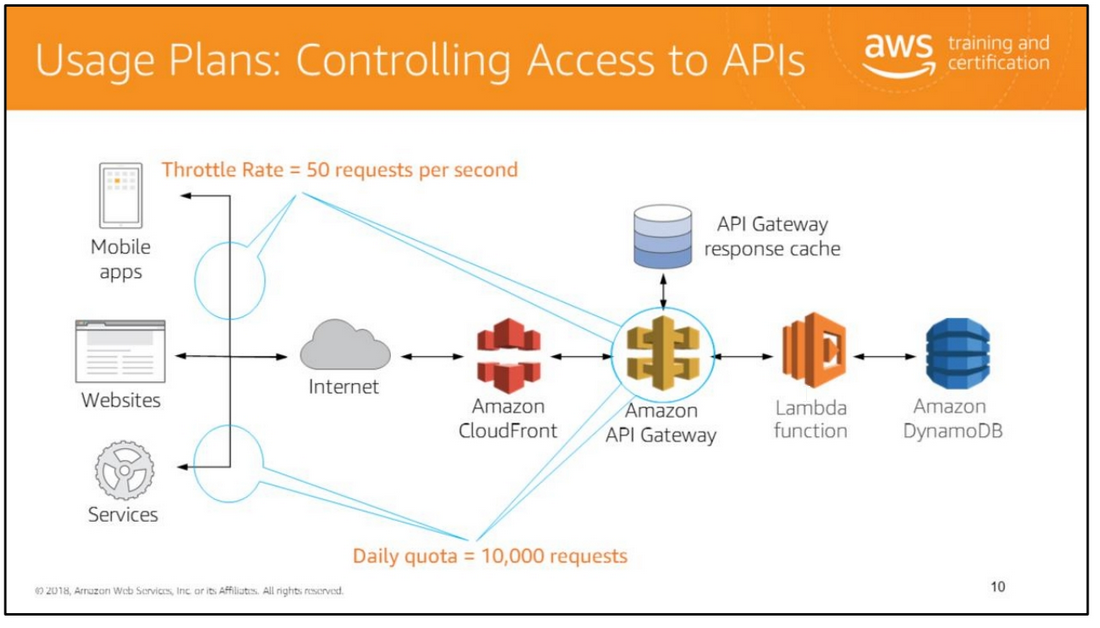 Usage Plans: Controlling Access to APIs
aws training and
certification
Throttle Rate = 50 requests per second
Mobile
apps
API Gateway
response cache
Websites
Internet
Amazon
CloudFront
Amazon
API Gateway
Lambda
function
Amazon
DynamoDB
Services
Daily quota = 10,000 requests
© 2018, Amazon Web Services, Inc. or its Affiliates. All rights reserved.
10